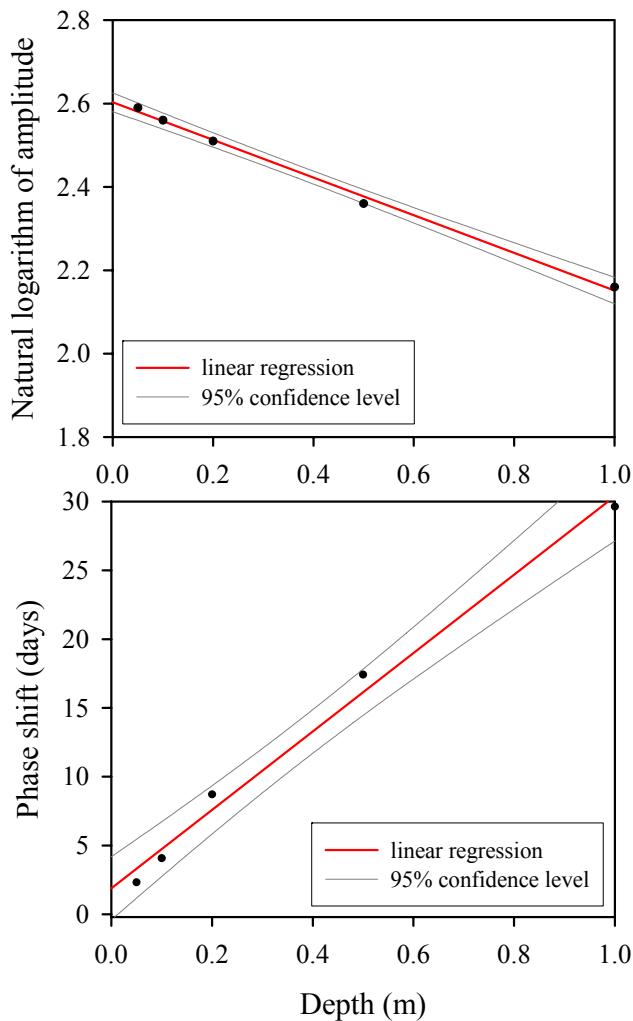 Natural logarithm of amplitude
2.8
2.6
2.4
2.2
2.0
1.8
linear regression
95% confidence level
0.0 0.2 0.4 0.6 0.8 1.0
Phase shift (days)
30
25
20
15
10
5
0
linear regression
95% confidence level
0.0 0.2 0.4 0.6 0.8 1.0
Depth (m)